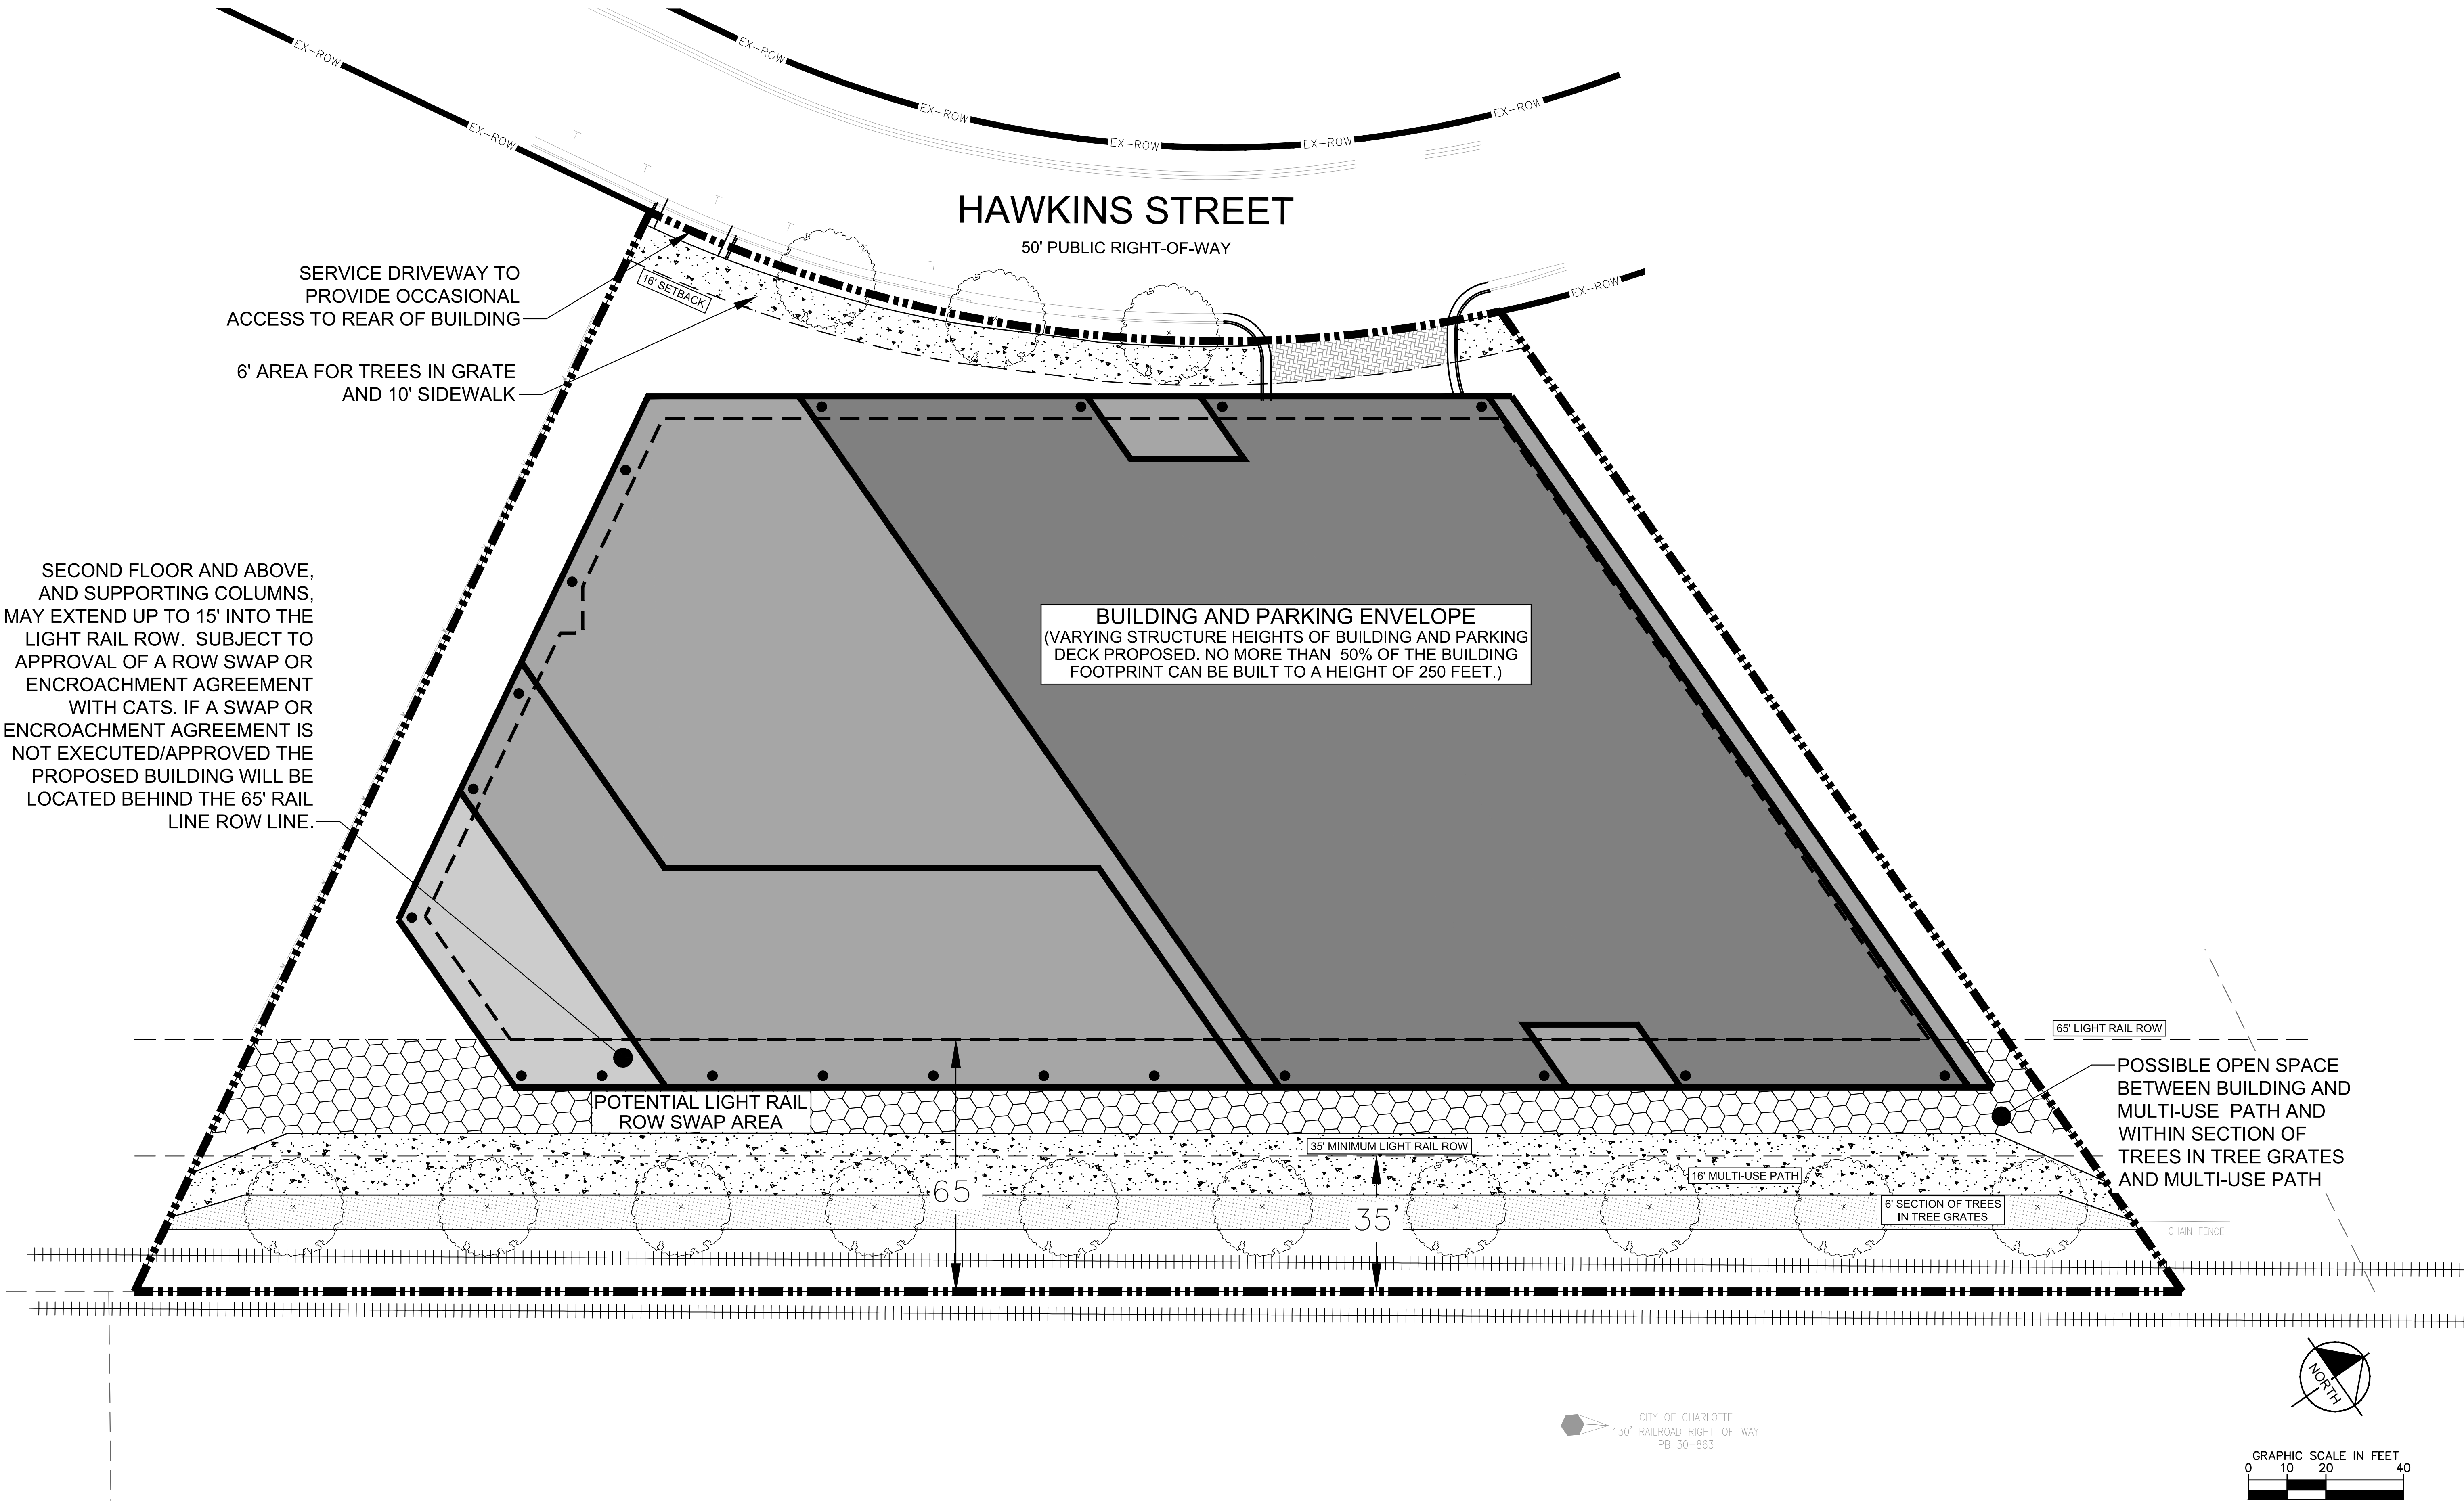 EX-ROW
EX-ROW
EX-ROW
EX-ROW
EX-ROW
EX-ROW
EX-ROW
HAWKINS STREET
50' PUBLIC RIGHT-OF-WAY
EX-ROW
SERVICE DRIVEWAY TO
PROVIDE OCCASIONAL
ACCESS TO REAR OF BUILDING
16' SETBACK
6' AREA FOR TREES IN GRATE
AND 10' SIDEWALK
SECOND FLOOR AND ABOVE,
AND SUPPORTING COLUMNS,
MAY EXTEND UP TO 15' INTO THE
LIGHT RAIL ROW. SUBJECT TO
APPROVAL OF A ROW SWAP OR
ENCROACHMENT AGREEMENT
WITH CATS. IF A SWAP OR
ENCROACHMENT AGREEMENT IS
NOT EXECUTED/APPROVED THE
PROPOSED BUILDING WILL BE
LOCATED BEHIND THE 65' RAIL
LINE ROW LINE.
BUILDING AND PARKING ENVELOPE
(VARYING STRUCTURE HEIGHTS OF BUILDING AND PARKING
DECK PROPOSED. NO MORE THAN 50% OF THE BUILDING
FOOTPRINT CAN BE BUILT TO A HEIGHT OF 250 FEET.)
65' LIGHT RAIL ROW
POSSIBLE OPEN SPACE
BETWEEN BUILDING AND
MULTI-USE PATH AND
WITHIN SECTION OF
TREES IN TREE GRATES
AND MULTI-USE PATH
POTENTIAL LIGHT RAIL
ROW SWAP AREA
35' MINIMUM LIGHT RAIL ROW
16' MULTI-USE PATH
65'
35'
6' SECTION OF TREES
IN TREE GRATES
CHAIN FENCE
NORTH
CITY OF CHARLOTTE
130' RAILROAD RIGHT-OF-WAY
PB 30-863
GRAPHIC SCALE IN FEET
0 10 20 40